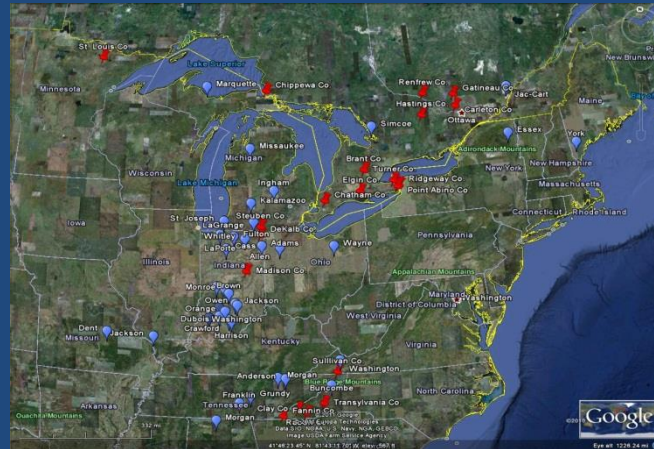 St. Louis Co
Minnesota
Lake Superior
Marquette
Chippewa Co
Renfrew Co
Gatineau Co
Jac-Cart
Hastings Co
Carleton Co
Ottawa
New Brunswick
Maine
Simcoe
Essex
York
Adirondack Mountains
Missaukee
Michigan
Wisconsin
Brant Co
Turner Co
New York
New Hampshire
Massachusetts
Lake Michigan
Ingham
Elgin Co
Ridgeway Co
Point Abino Co
Kalamazoo
Chatham Co
Connecticut
Rhode Island
Iowa
St. Joseph
Steuben Co
LaGrange
DeKalb Co
Whitley
Fulton
Cass
Adams
Wayne
Pennsylvania
LaPorte
Allen
Ohio
Illinois
Indiana
Madison Co
Appalachian Mountains
Monroe
Brown
Maryland
Washington
District of Columbia
Owen
Jackson
Orange
West Virginia
Dubois
Washington
Crawford
Harrison
Dent
Jackson
Missouri
Kentucky
Virginia
Sullivan Co
Washington
Anderson
Morgan
Blue Ridge Mountains
Buncombe
North Carolina
Arkansas
Franklin
Grundy
Tennessee
Transylvania Co
Ouachita Mountains
Clay Co
Fannin Co
Morgan
332 mi
Google